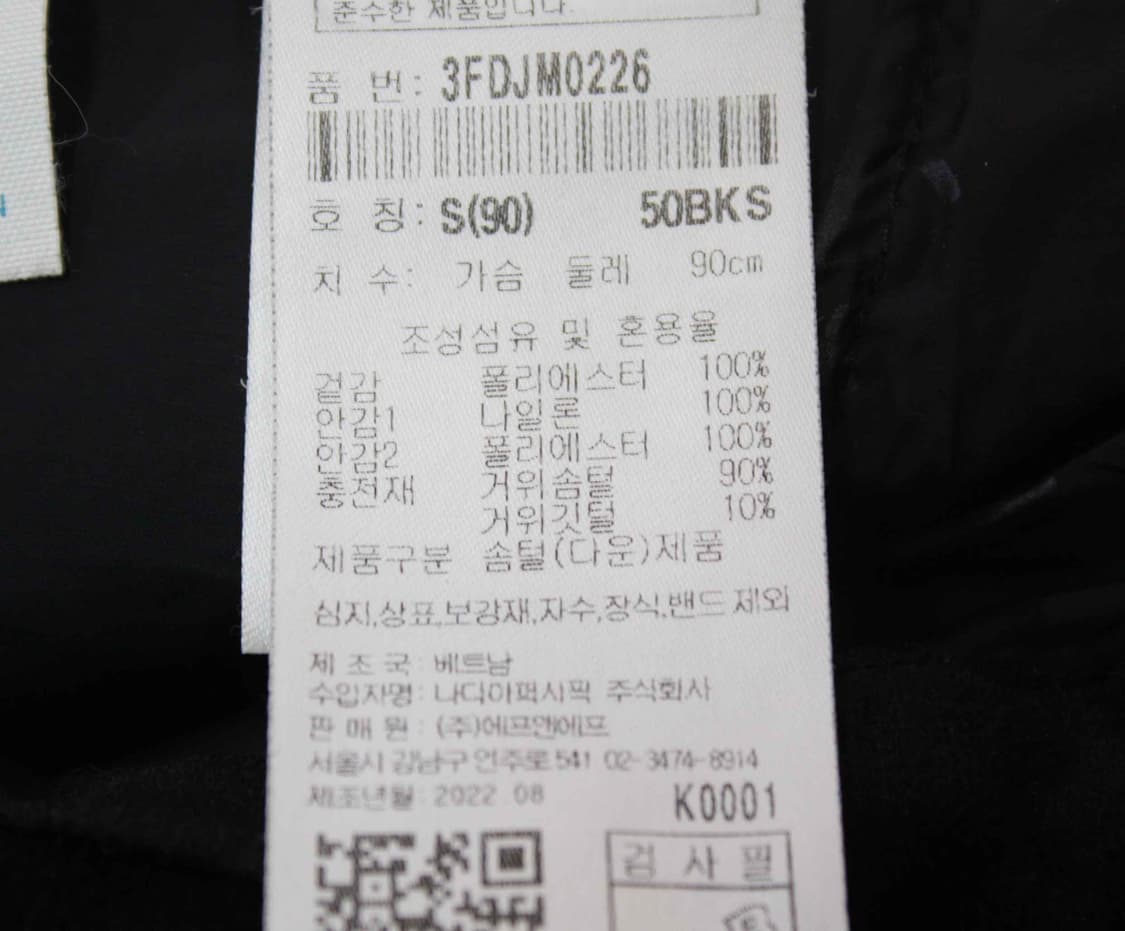 준수한 제품입니다.
품 번: 3FDJM0226
호 칭: S(90) 50BKS
치 수: 가슴 둘레 90cm
조성섬유 및 혼용율
겉감 폴리에스터 100%
안감1 나일론 100%
안감2 폴리에스터 100%
충전재 거위솜털 90%
거위깃털 10%
제품구분 솜털(다운)제품
심지,상표,보강재,자수,장식,밴드 제외
제 조 국 : 베트남
수입자명 : 나디아퍼시픽 주식회사
판 매 원 : (주)에프앤에프
서울시 강남구 언주로 541 02-3474-8914
제조년월 : 2022. 08 K0001
검 사 필